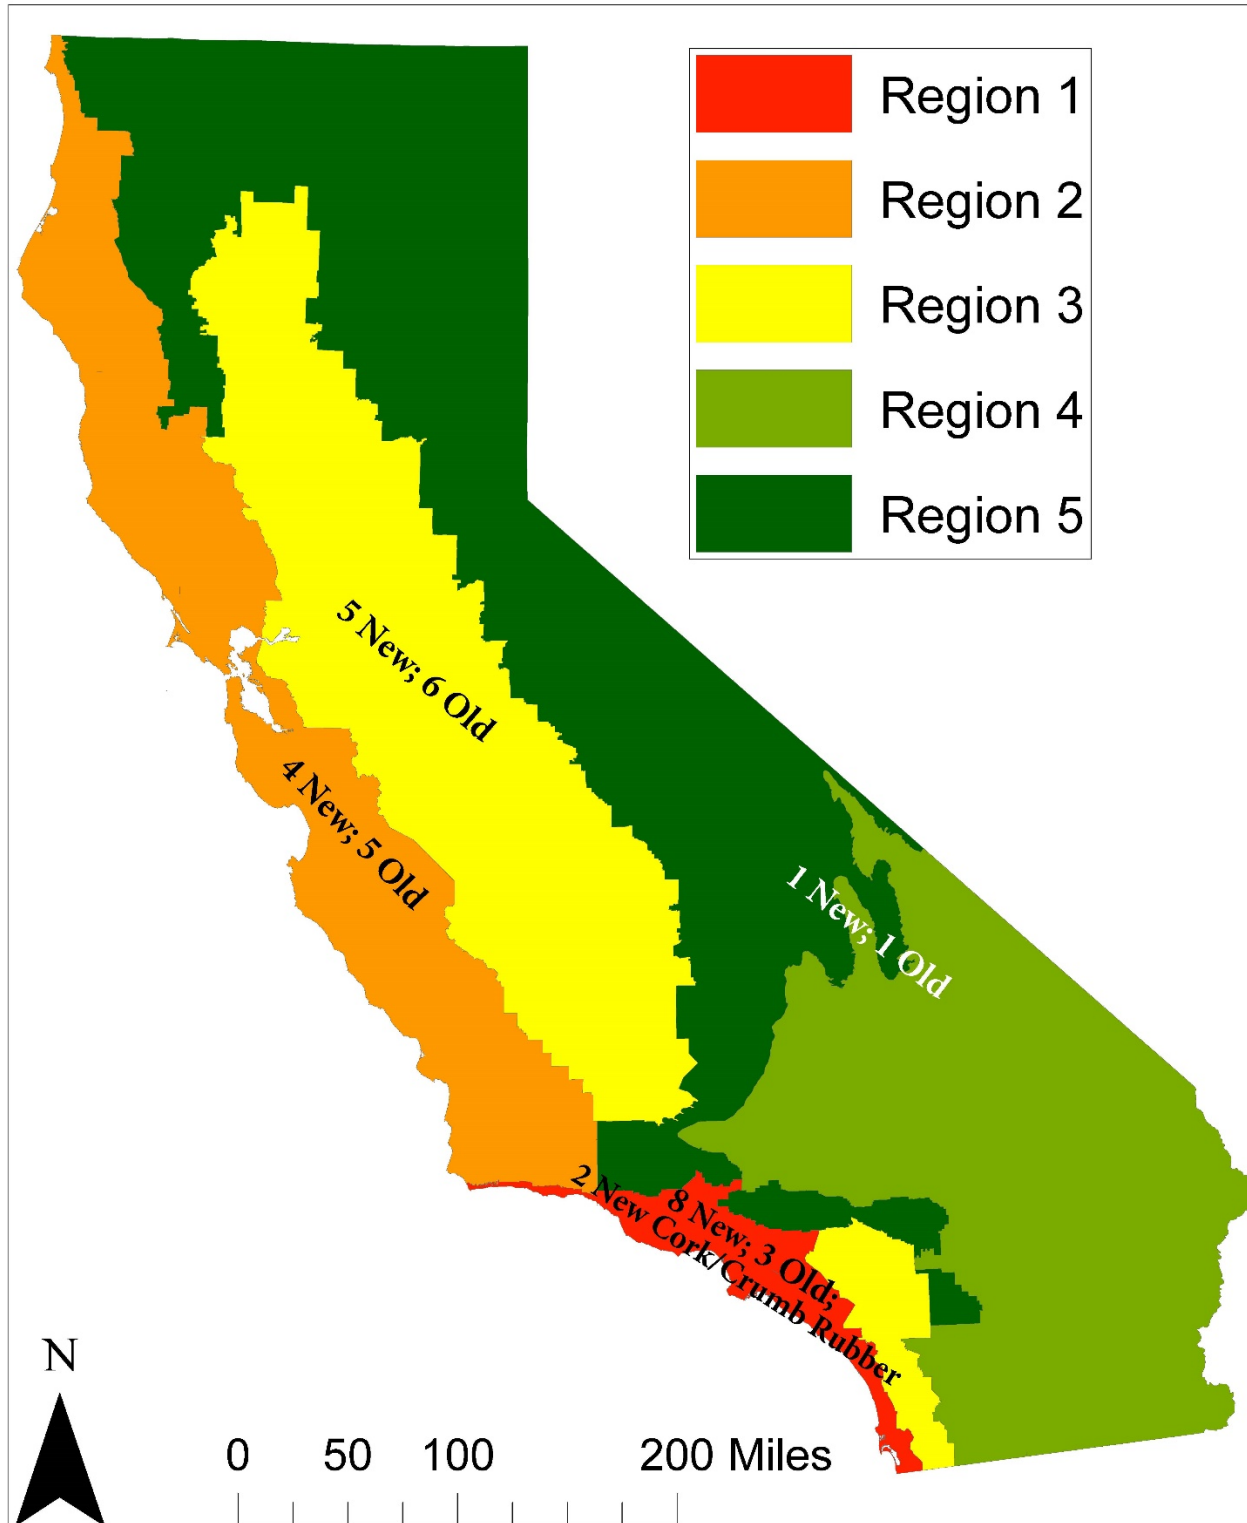 Region 1
Region 2
Region 3
Region 4
Region 5
5 New; 6 Old
4 New; 5 Old
1 New; 1 Old
8 New; 3 Old;
2 New Cork/Crumb Rubber
N
0 50 100 200 Miles